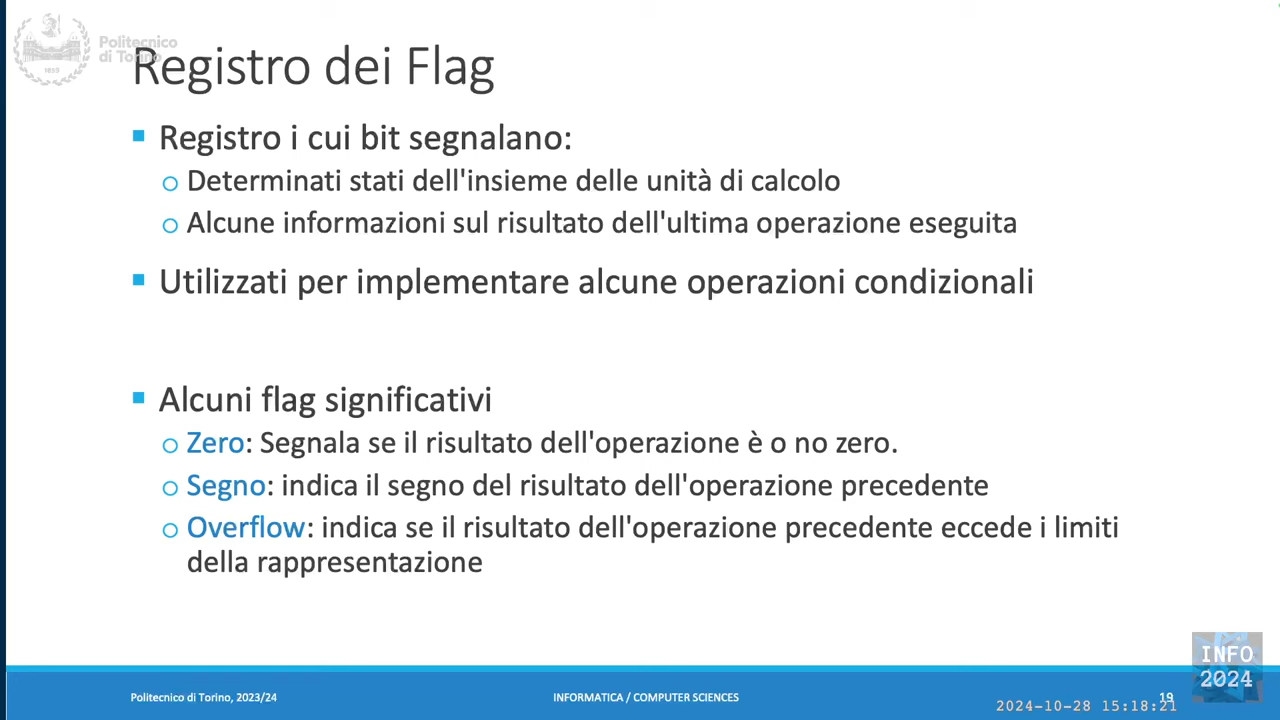 Politecnico
di Torino
1859
Registro dei Flag
Registro i cui bit segnalano:
Determinati stati dell'insieme delle unità di calcolo
Alcune informazioni sul risultato dell'ultima operazione eseguita
Utilizzati per implementare alcune operazioni condizionali
Alcuni flag significativi
Zero: Segnala se il risultato dell'operazione è o no zero.
Segno: indica il segno del risultato dell'operazione precedente
Overflow: indica se il risultato dell'operazione precedente eccede i limiti
della rappresentazione
INFO
2024
Politecnico di Torino, 2023/24
INFORMATICA / COMPUTER SCIENCES
19
2024-10-28 15:18:21